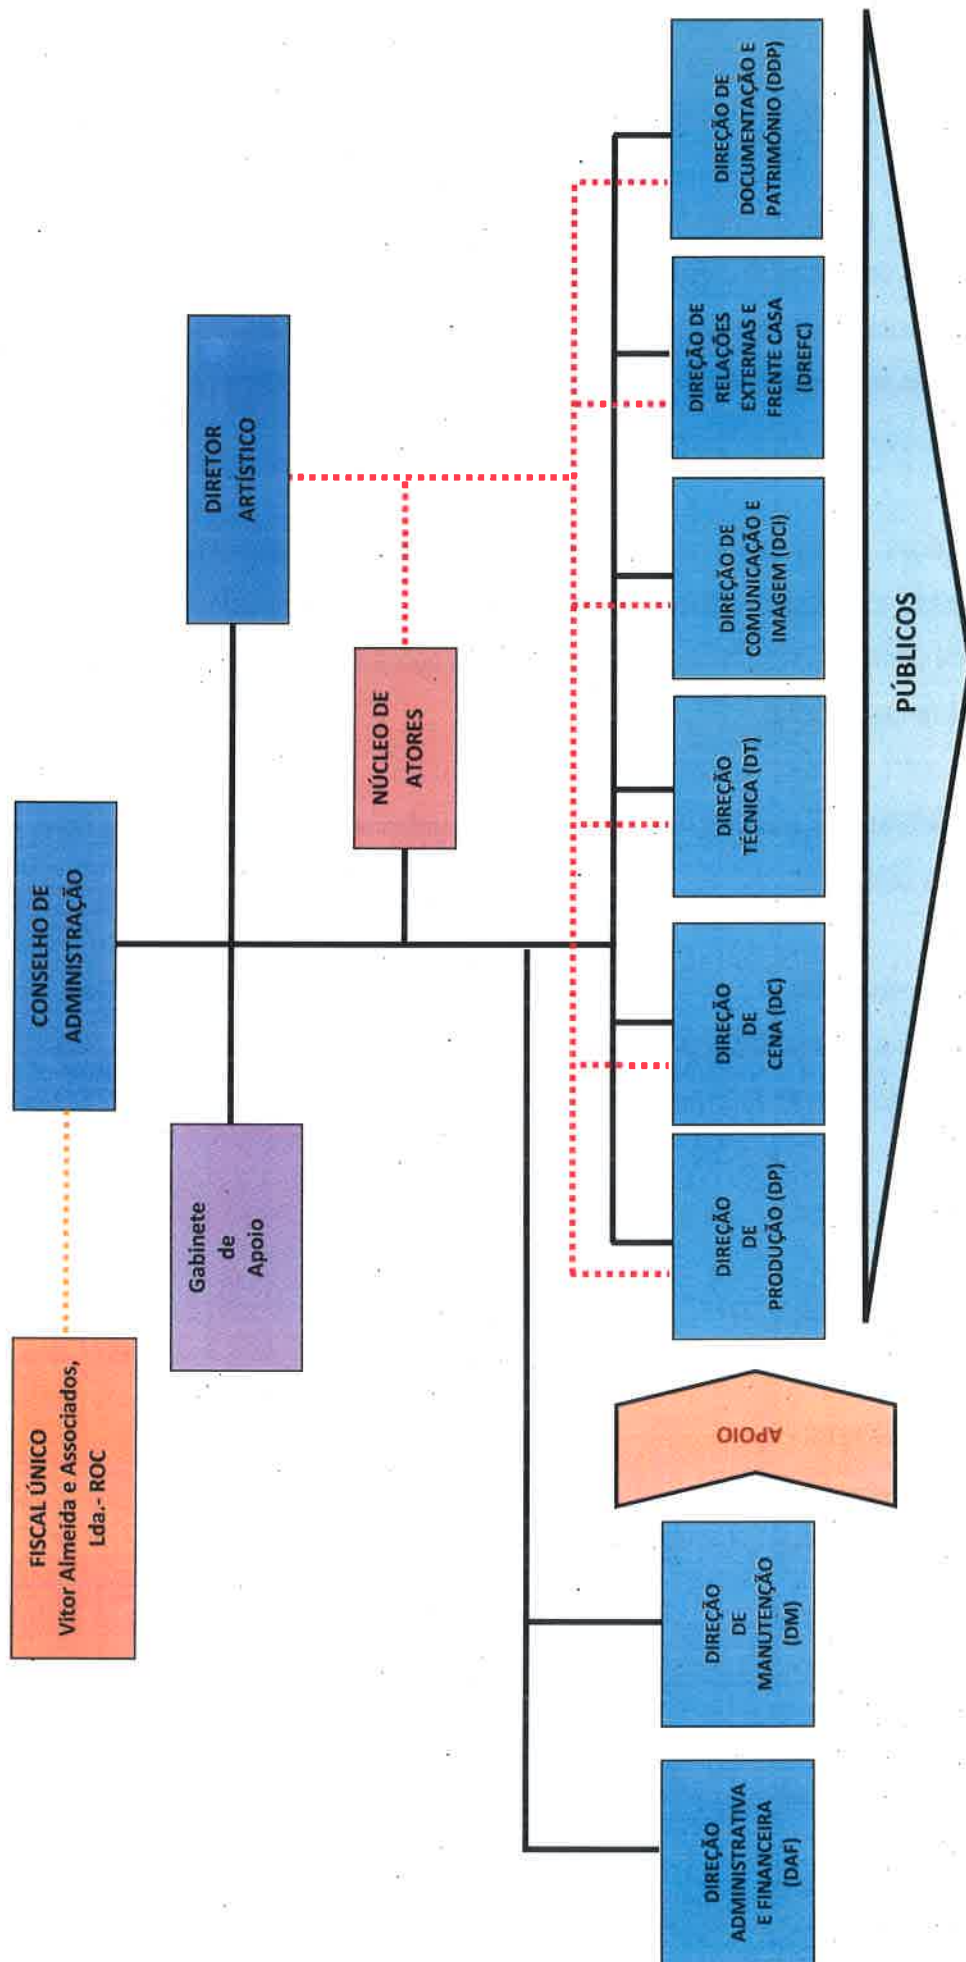 FISCAL ÚNICO
Vitor Almeida e Associados,
Lda.- ROC
CONSELHO DE
ADMINISTRAÇÃO
Gabinete
de
Apoio
DIRETOR
ARTÍSTICO
NÚCLEO DE
ATORES
DIREÇÃO
ADMINISTRATIVA
E FINANCEIRA
(DAF)
DIREÇÃO
DE
MANUTENÇÃO
(DM)
APOIO
DIREÇÃO
DE
PRODUÇÃO (DP)
DIREÇÃO
DE
CENA (DC)
DIREÇÃO
TÉCNICA (DT)
DIREÇÃO DE
COMUNICAÇÃO E
IMAGEM (DCI)
DIREÇÃO DE
RELAÇÕES
EXTERNAS E
FRENTE CASA
(DREFC)
DIREÇÃO DE
DOCUMENTAÇÃO E
PATRIMÓNIO (DDP)
PÚBLICOS